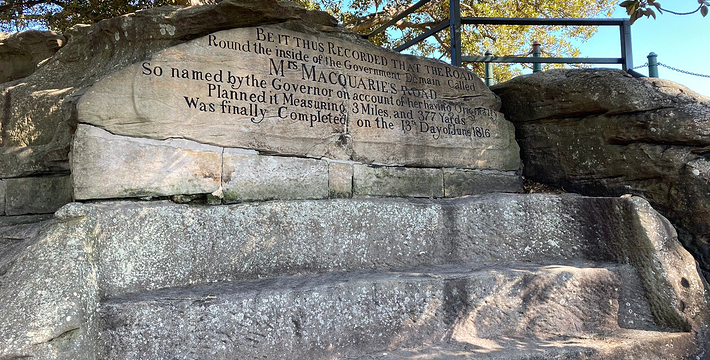 BE IT THUS RECORDED THAT THE ROAD
Round the inside of the Government Domain Called
MRS MACQUARIE'S ROAD
So named by the Governor on account of her having Originally
Planned it Measuring 3 Miles, and 377 Yards
Was finally Completed on the 13th Day of June 1816